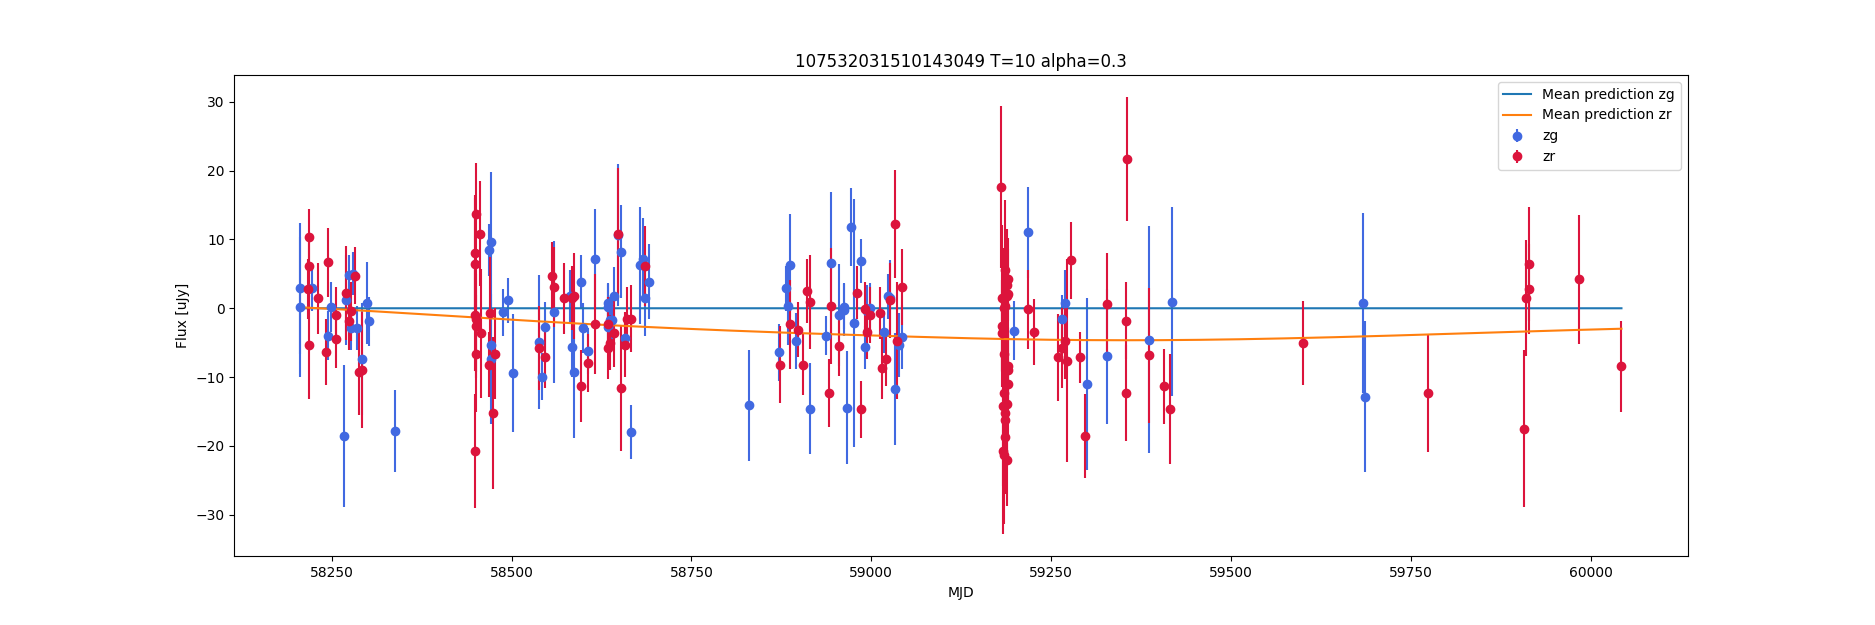 107532031510143049 T=10 alpha=0.3
Mean prediction zg
Mean prediction zr
zg
zr
Flux [uJy]
30
20
10
0
−10
−20
−30
58250 58500 58750 59000 59250 59500 59750 60000
MJD